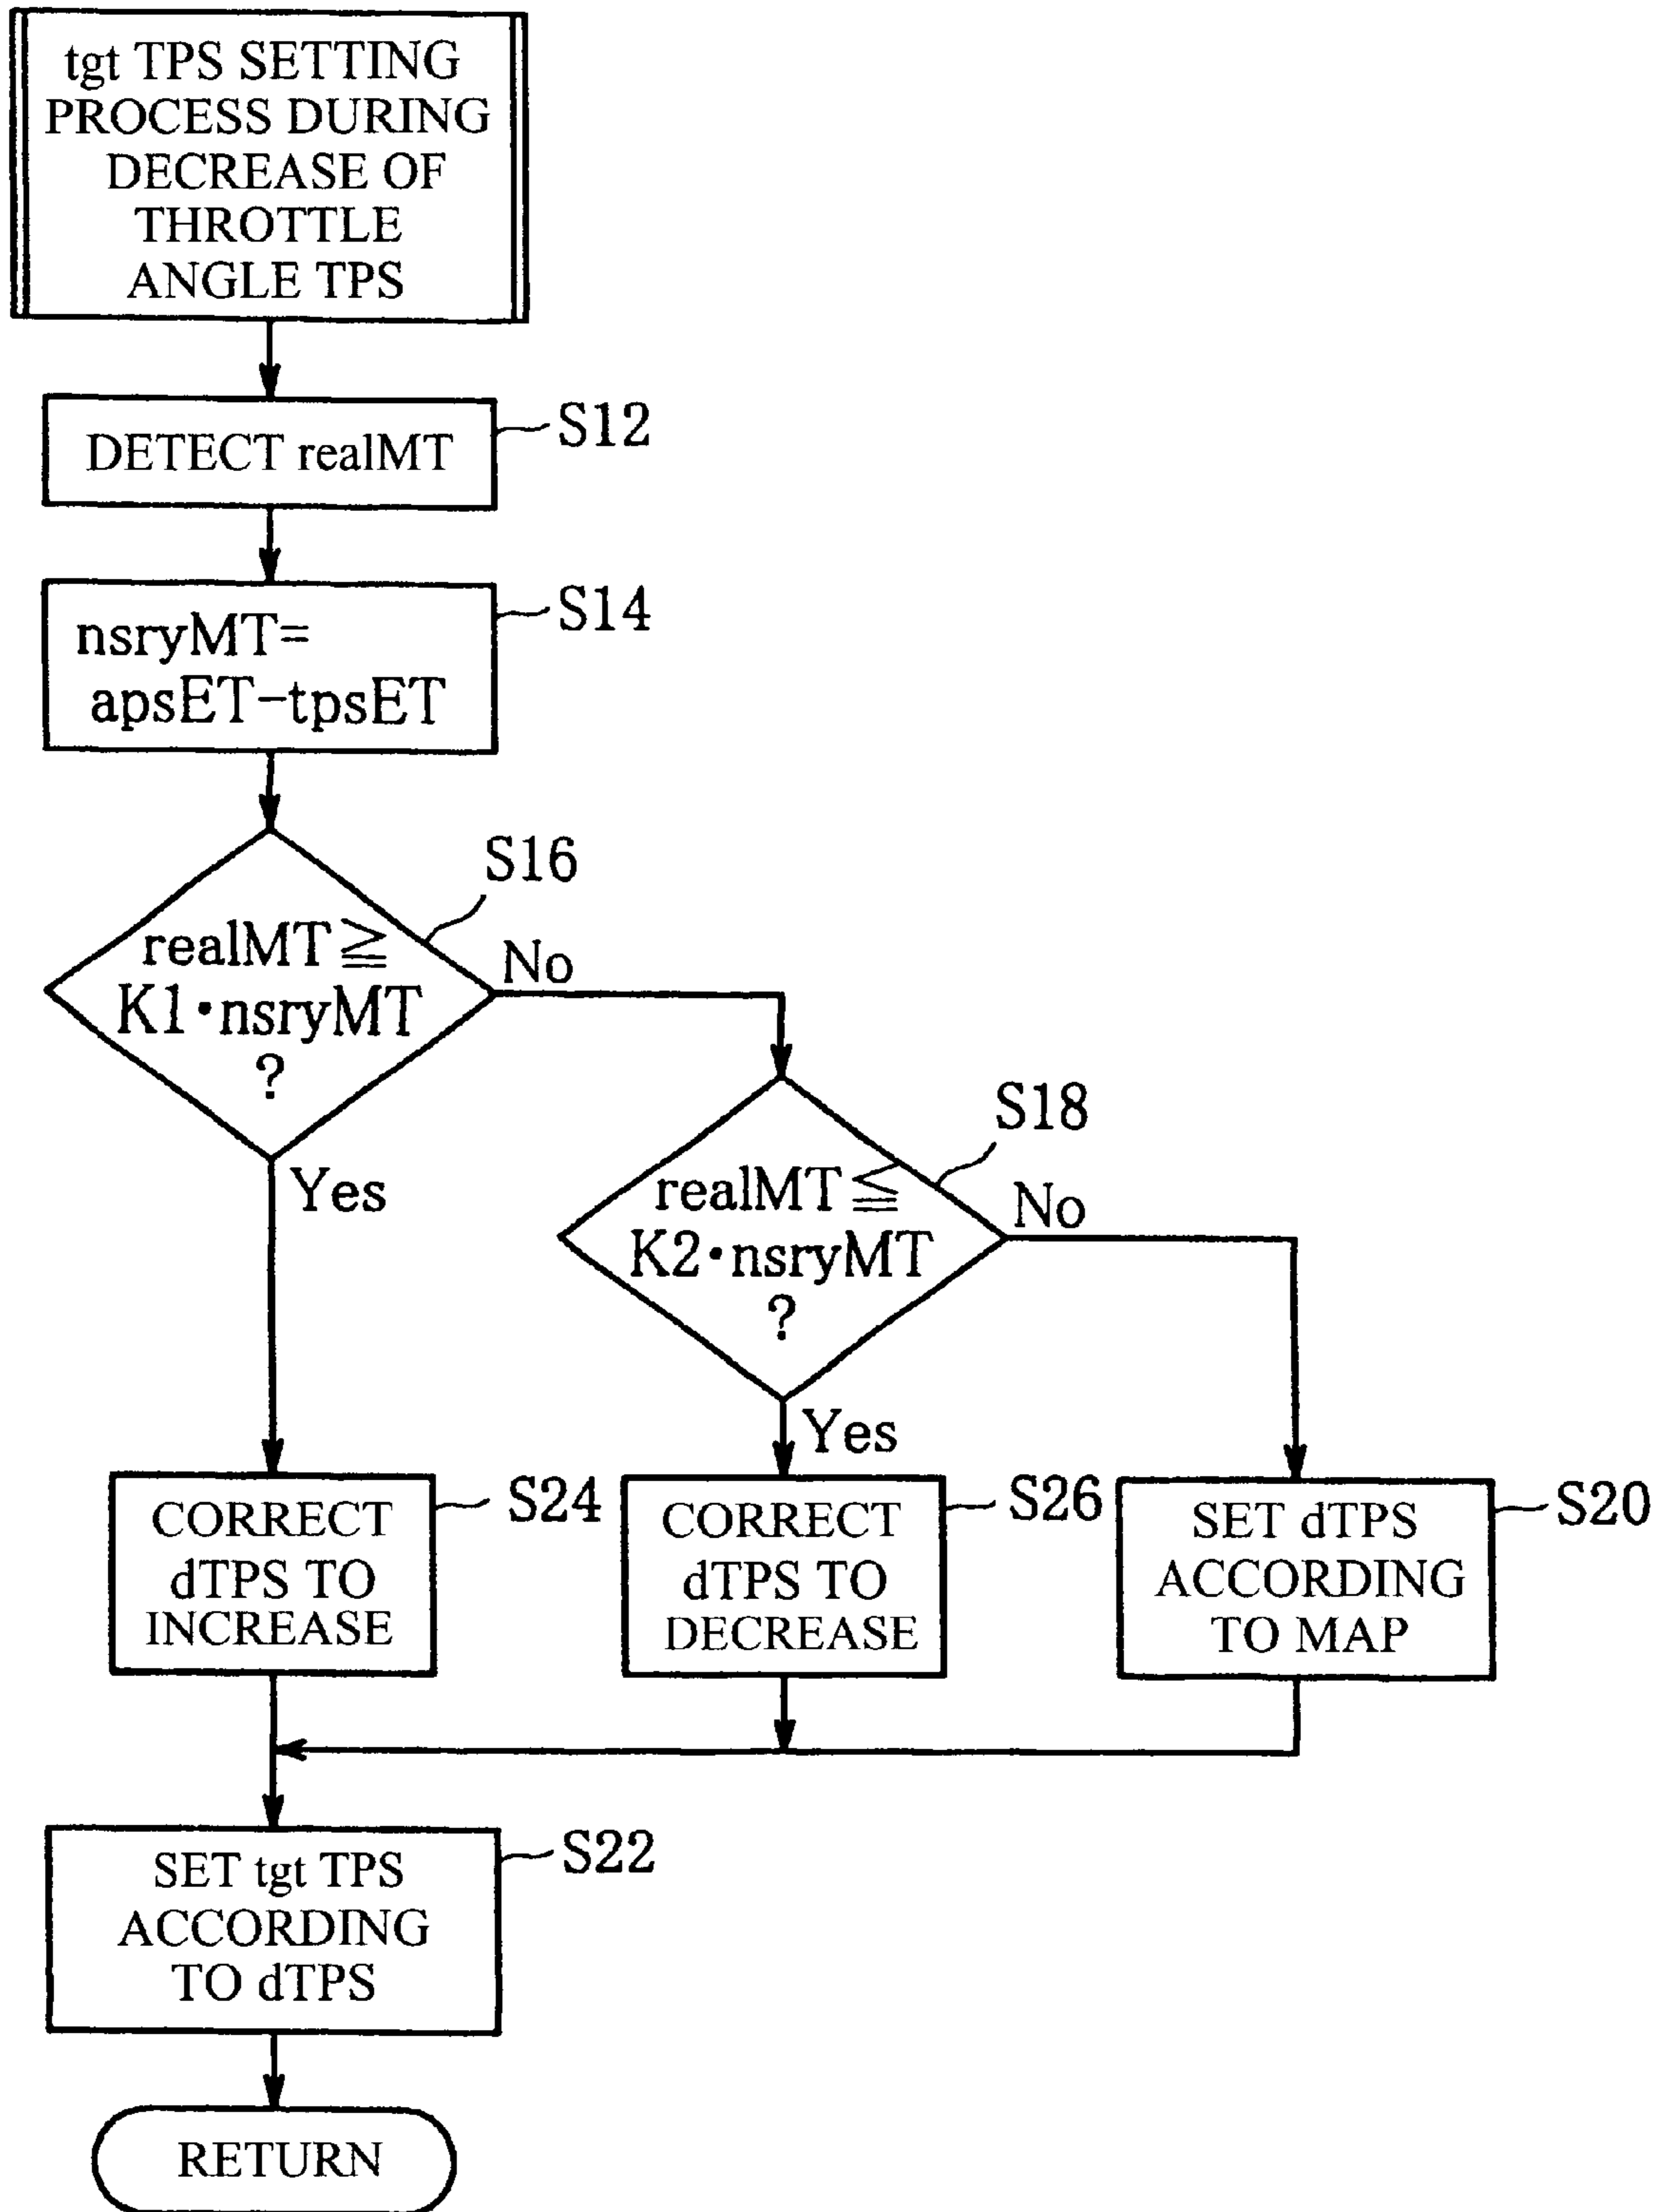 tgt TPS SETTING
PROCESS DURING
DECREASE OF
THROTTLE
ANGLE TPS
DETECT realMT
S12
nsryMT=
apsET-tpsET
S14
realMT≧
K1·nsryMT
?
S16
No
Yes
realMT≦
K2·nsryMT
?
S18
No
Yes
CORRECT
dTPS TO
INCREASE
S24
CORRECT
dTPS TO
DECREASE
S26
SET dTPS
ACCORDING
TO MAP
S20
SET tgt TPS
ACCORDING
TO dTPS
S22
RETURN